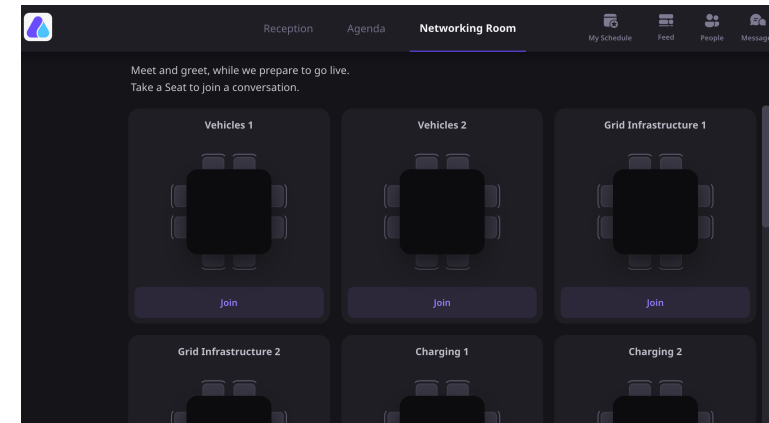 Reception
Agenda
Networking Room
My Schedule
Feed
People
Meet and greet, while we prepare to go live.
Take a Seat to join a conversation.
Vehicles 1
Vehicles 2
Grid Infrastructure 1
Join
Join
Join
Grid Infrastructure 2
Charging 1
Charging 2